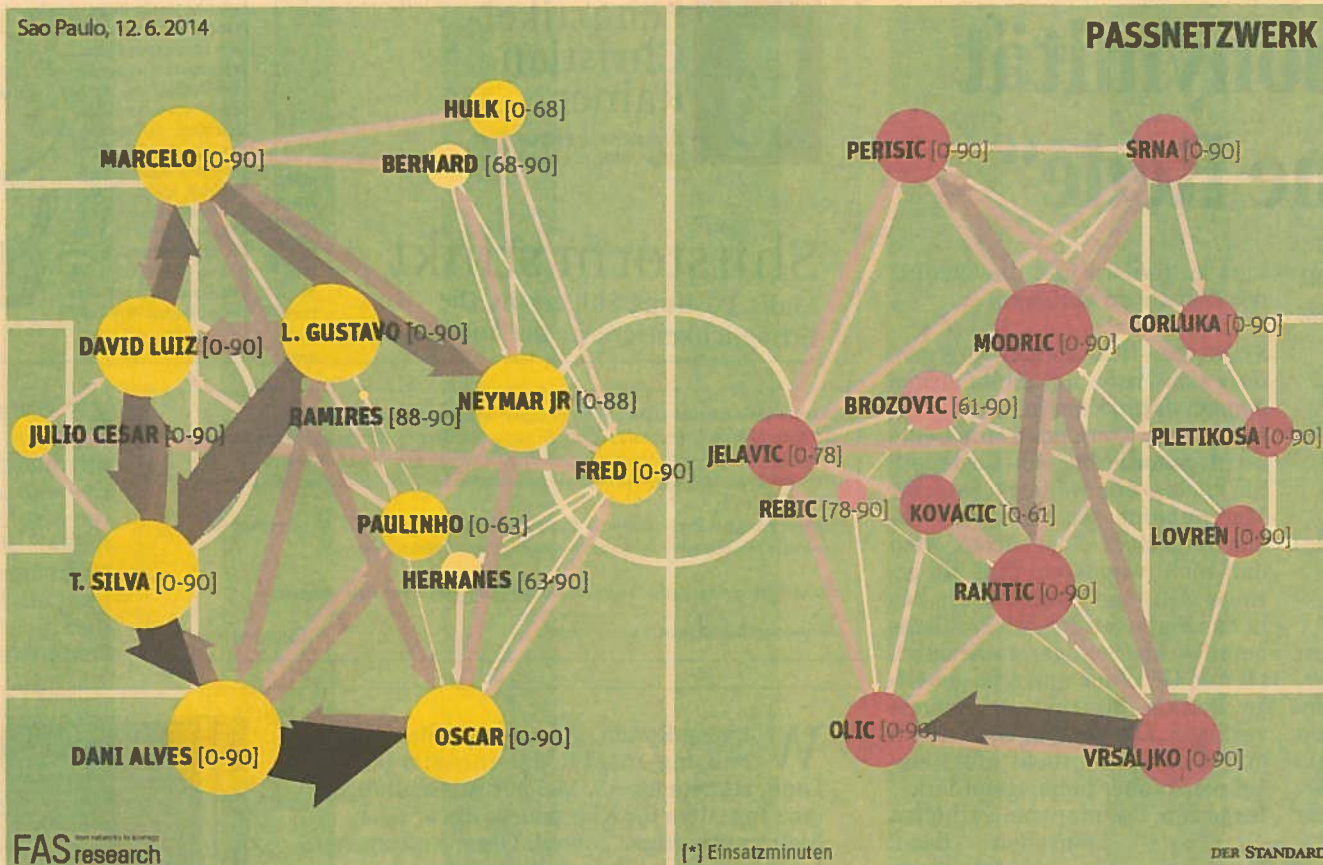 Sao Paulo, 12.6.2014
PASSNETZWERK
HULK [0-68]
MARCELO [0-90]
BERNARD [68-90]
PERISIC [0-90]
SRNA [0-90]
DAVID LUIZ [0-90]
L. GUSTAVO [0-90]
MODRIC [0-90]
CORLUKA [0-90]
NEYMAR JR [0-88]
RAMIRES [88-90]
BROZOVIC [61-90]
JULIO CESAR [0-90]
PLETIKOSA [0-90]
FRED [0-90]
JELAVIC [0-78]
REBIC [78-90]
KOVACIC [0-61]
PAULINHO [0-63]
LOVREN [0-90]
T. SILVA [0-90]
HERNANES [63-90]
RAKITIC [0-90]
DANI ALVES [0-90]
OSCAR [0-90]
OLIC [0-90]
VRSALJKO [0-90]
from networks to
FAS research
[*] Einsatzminuten
DER STANDARD